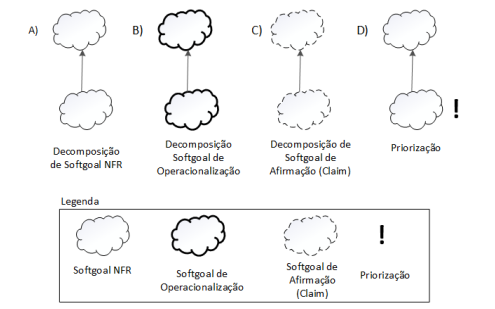 A)
B)
C)
D)
!
Decomposição
de Softgoal NFR
Decomposição
Softgoal de
Operacionalização
Decomposição de
Softgoal de
Afirmação (Claim)
Priorização
Legenda
Softgoal NFR
Softgoal de
Operacionalização
Softgoal de
Afirmação
(Claim)
!
Priorização